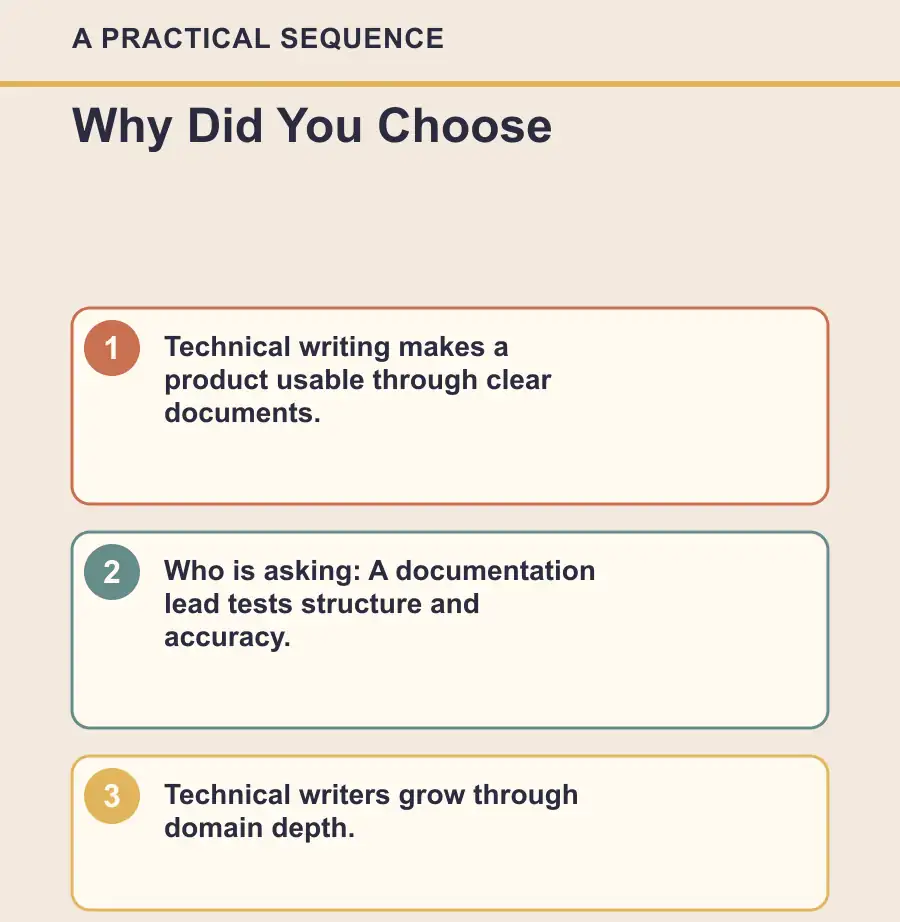 A PRACTICAL SEQUENCE
Why Did You Choose
1
Technical writing makes a
product usable through clear
documents.
2
Who is asking: A documentation
lead tests structure and
accuracy.
3
Technical writers grow through
domain depth.